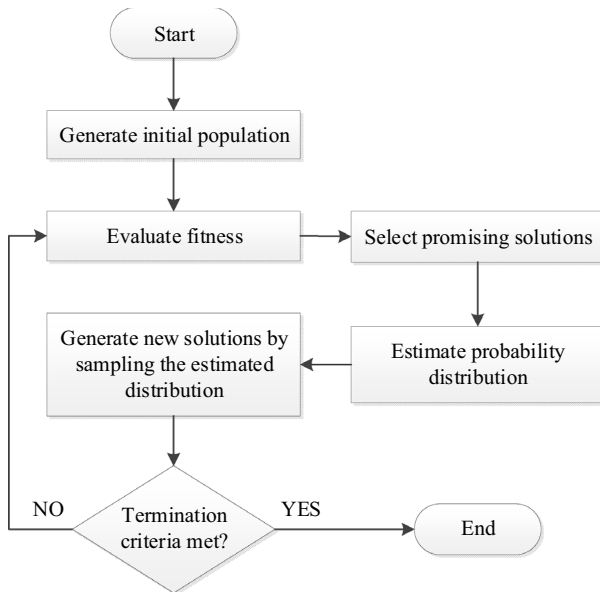 Start
Generate initial population
Evaluate fitness
Select promising solutions
Generate new solutions by
sampling the estimated
distribution
Estimate probability
distribution
NO
Termination
criteria met?
YES
End